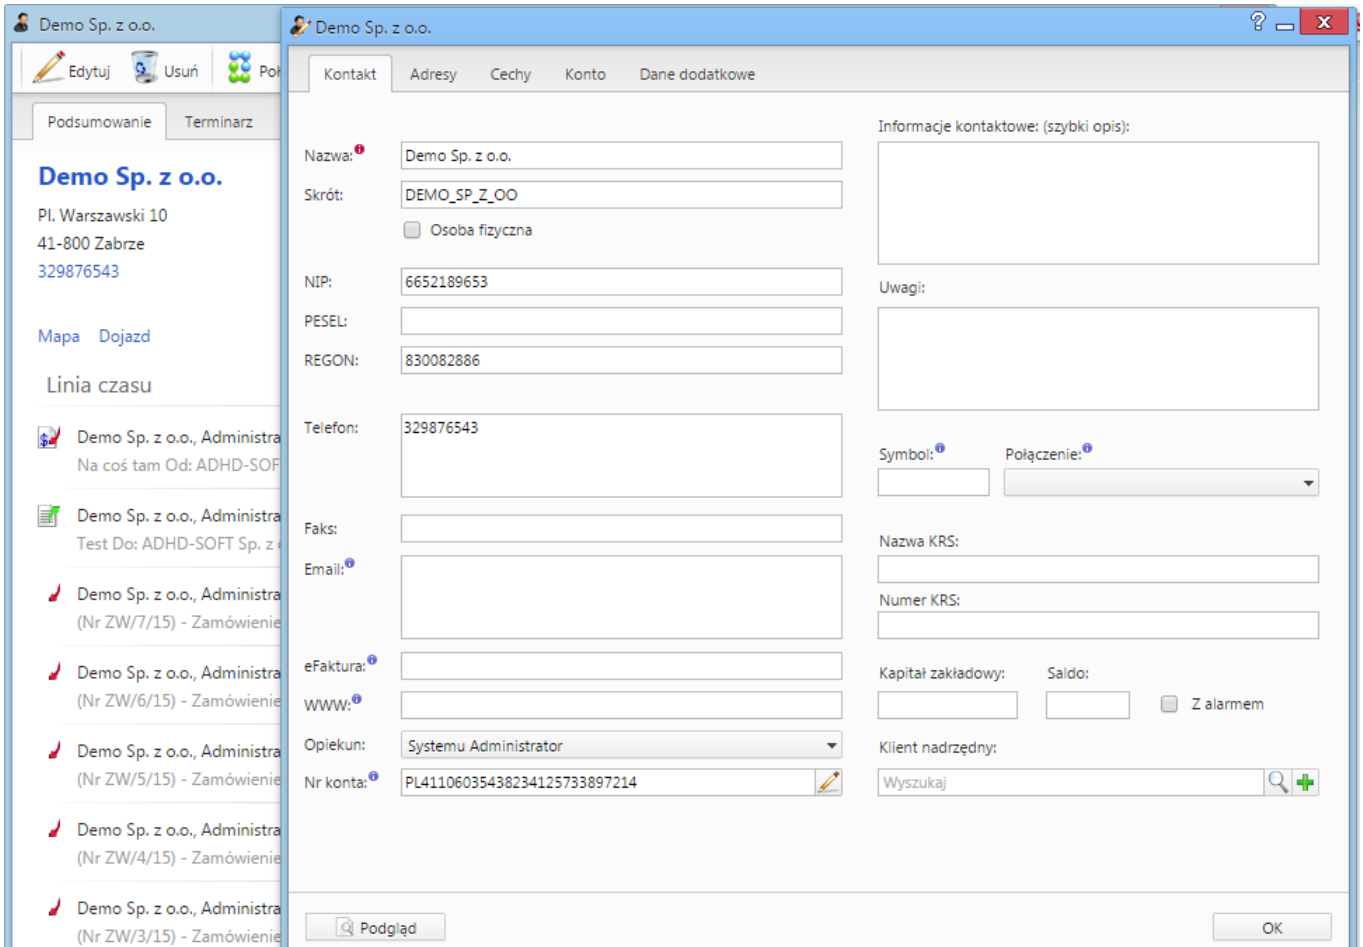 Demo Sp. z o.o.
Edytuj Usuń Poł
Podsumowanie Terminarz
Demo Sp. z o.o.
Pl. Warszawski 10
41-800 Zabrze
329876543
Mapa Dojazd
Linia czasu
Demo Sp. z o.o., Administra
Na coś tam Od: ADHD-SOF
Demo Sp. z o.o., Administra
Test Do: ADHD-SOFT Sp. z
Demo Sp. z o.o., Administra
(Nr ZW/7/15) - Zamówienie
Demo Sp. z o.o., Administra
(Nr ZW/6/15) - Zamówienie
Demo Sp. z o.o., Administra
(Nr ZW/5/15) - Zamówienie
Demo Sp. z o.o., Administra
(Nr ZW/4/15) - Zamówienie
Demo Sp. z o.o., Administra
(Nr ZW/3/15) - Zamówienie
Demo Sp. z o.o.
Kontakt Adresy Cechy Konto Dane dodatkowe
Nazwa: Demo Sp. z o.o.
Skrót: DEMO_SP_Z_OO
Osoba fizyczna
NIP: 6652189653
PESEL:
REGON: 830082886
Telefon: 329876543
Faks:
Email:
eFaktura:
WWW:
Opiekun: Systemu Administrator
Nr konta: PL41106035438234125733897214
Informacje kontaktowe: (szybki opis):
Uwagi:
Symbol: Połączenie:
Nazwa KRS:
Numer KRS:
Kapitał zakładowy: Saldo:
Z alarmem
Klient nadrzędny:
Wyszukaj
Podgląd OK